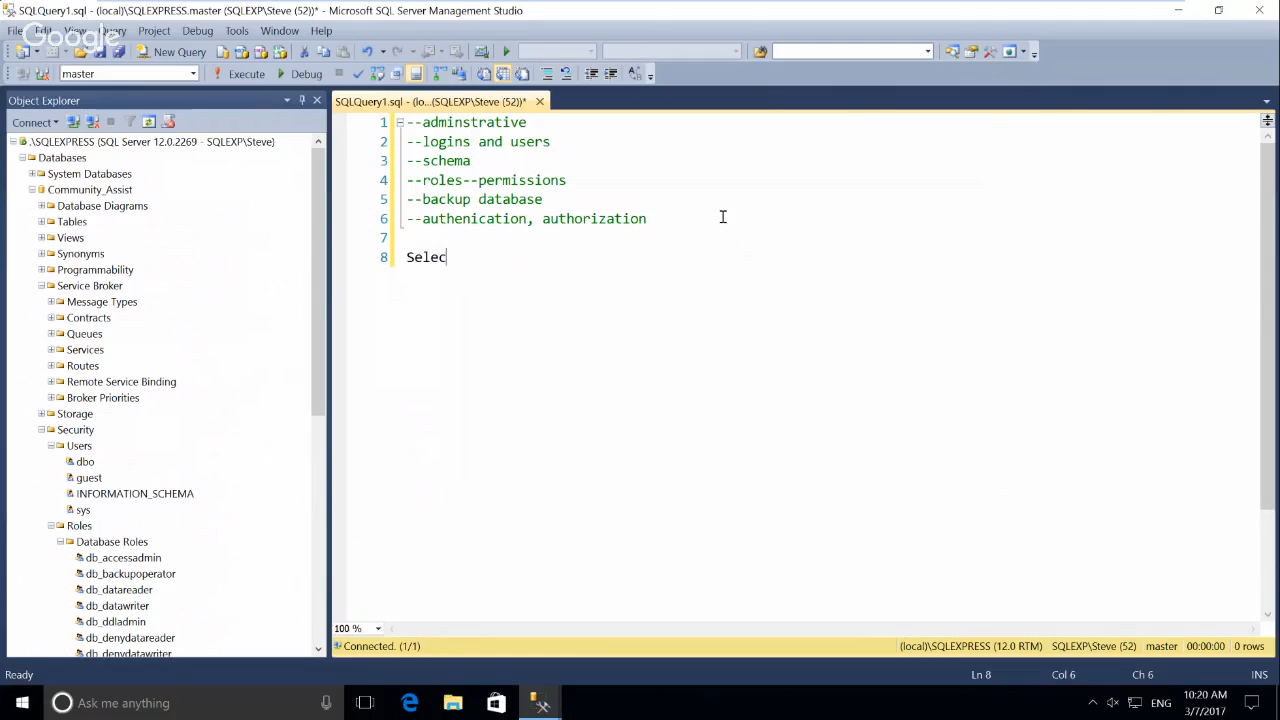 SQLQuery1.sql - (local)\SQLEXPRESS.master (SQLEXP\Steve (52))* - Microsoft SQL Server Management Studio
File Edit View Query Project Debug Tools Window Help
Google
New Query
master Execute Debug
Object Explorer
SQLQuery1.sql - (lo...(SQLEXP\Steve (52))*
Connect
.\SQLEXPRESS (SQL Server 12.0.2269 - SQLEXP\Steve)
Databases
System Databases
Community_Assist
Database Diagrams
Tables
Views
Synonyms
Programmability
Service Broker
Message Types
Contracts
Queues
Services
Routes
Remote Service Binding
Broker Priorities
Storage
Security
Users
dbo
guest
INFORMATION_SCHEMA
sys
Roles
Database Roles
db_accessadmin
db_backupoperator
db_datareader
db_datawriter
db_ddladmin
db_denydatareader
db_denydatawriter
1 --adminstrative
2 --logins and users
3 --schema
4 --roles--permissions
5 --backup database
6 --authenication, authorization
7
8 Selec
100 %
Connected. (1/1) (local)\SQLEXPRESS (12.0 RTM) SQLEXP\Steve (52) master 00:00:00 0 rows
Ready Ln 8 Col 6 Ch 6 INS
Ask me anything ENG 10:20 AM
3/7/2017